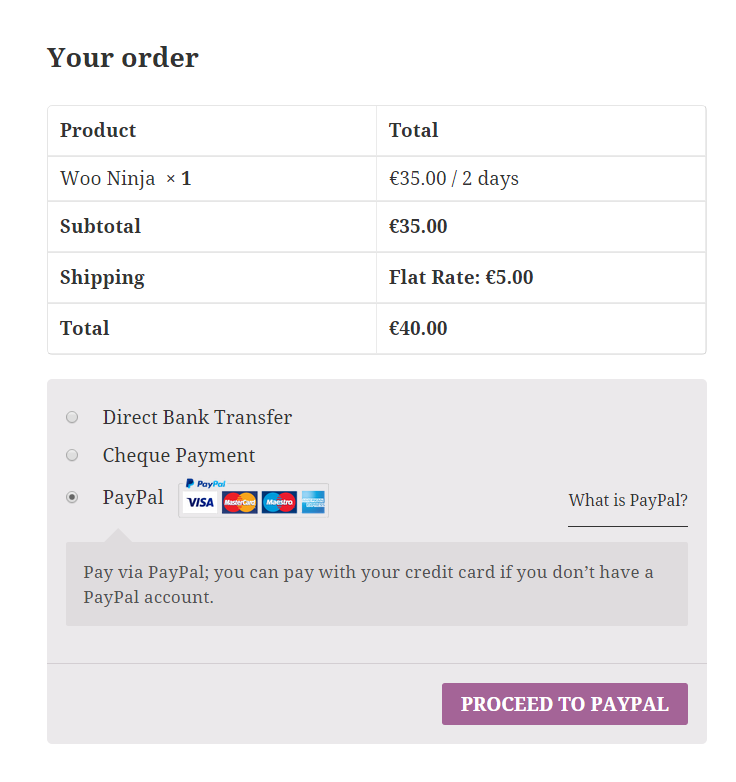 Your order
Product Total
Woo Ninja × 1 €35.00 / 2 days
Subtotal €35.00
Shipping Flat Rate: €5.00
Total €40.00
Direct Bank Transfer
Cheque Payment
PayPal
PayPal VISA MasterCard Maestro What is PayPal?
Pay via PayPal; you can pay with your credit card if you don’t have a
PayPal account.
PROCEED TO PAYPAL